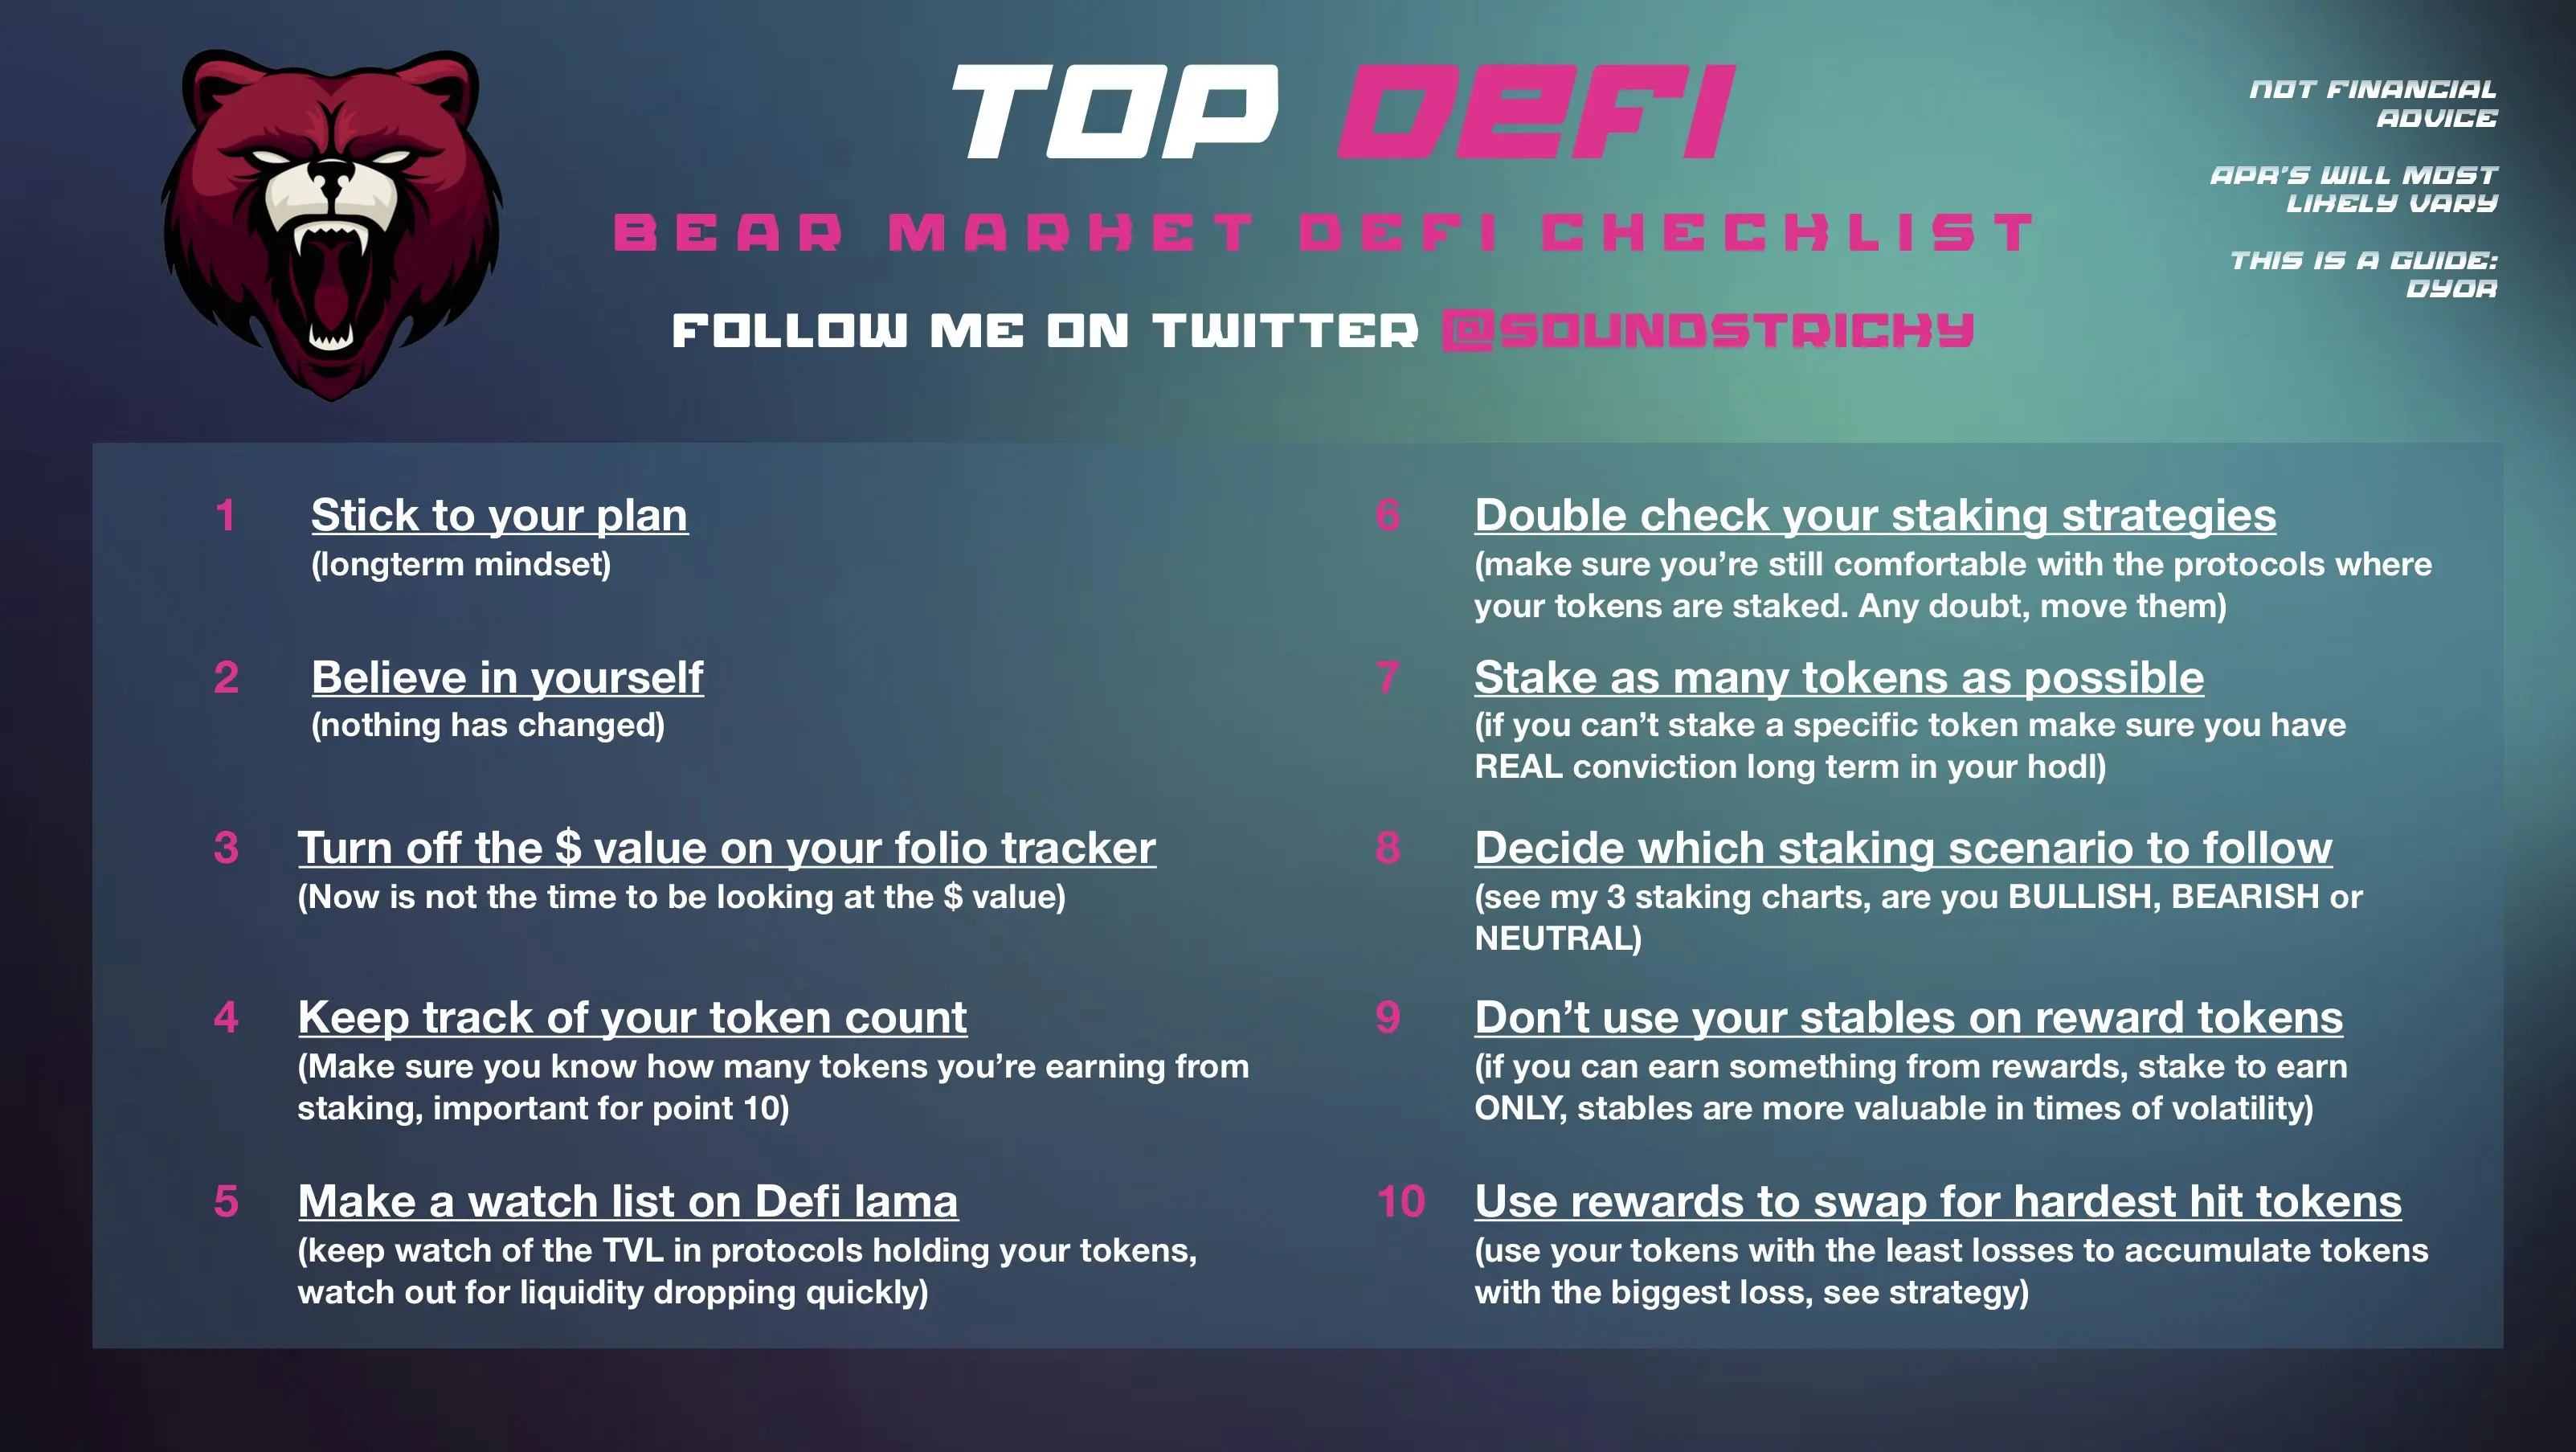 TOP DEFI
BEAR MARKET DEFI CHECKLIST
FOLLOW ME ON TWITTER @SOUNDSTRICKY
NOT FINANCIAL
ADVICE
APR'S WILL MOST
LIKELY VARY
THIS IS A GUIDE:
DYOR
1 Stick to your plan
(longterm mindset)
2 Believe in yourself
(nothing has changed)
3 Turn off the $ value on your folio tracker
(Now is not the time to be looking at the $ value)
4 Keep track of your token count
(Make sure you know how many tokens you’re earning from
staking, important for point 10)
5 Make a watch list on Defi lama
(keep watch of the TVL in protocols holding your tokens,
watch out for liquidity dropping quickly)
6 Double check your staking strategies
(make sure you’re still comfortable with the protocols where
your tokens are staked. Any doubt, move them)
7 Stake as many tokens as possible
(if you can’t stake a specific token make sure you have
REAL conviction long term in your hodl)
8 Decide which staking scenario to follow
(see my 3 staking charts, are you BULLISH, BEARISH or
NEUTRAL)
9 Don’t use your stables on reward tokens
(if you can earn something from rewards, stake to earn
ONLY, stables are more valuable in times of volatility)
10 Use rewards to swap for hardest hit tokens
(use your tokens with the least losses to accumulate tokens
with the biggest loss, see strategy)